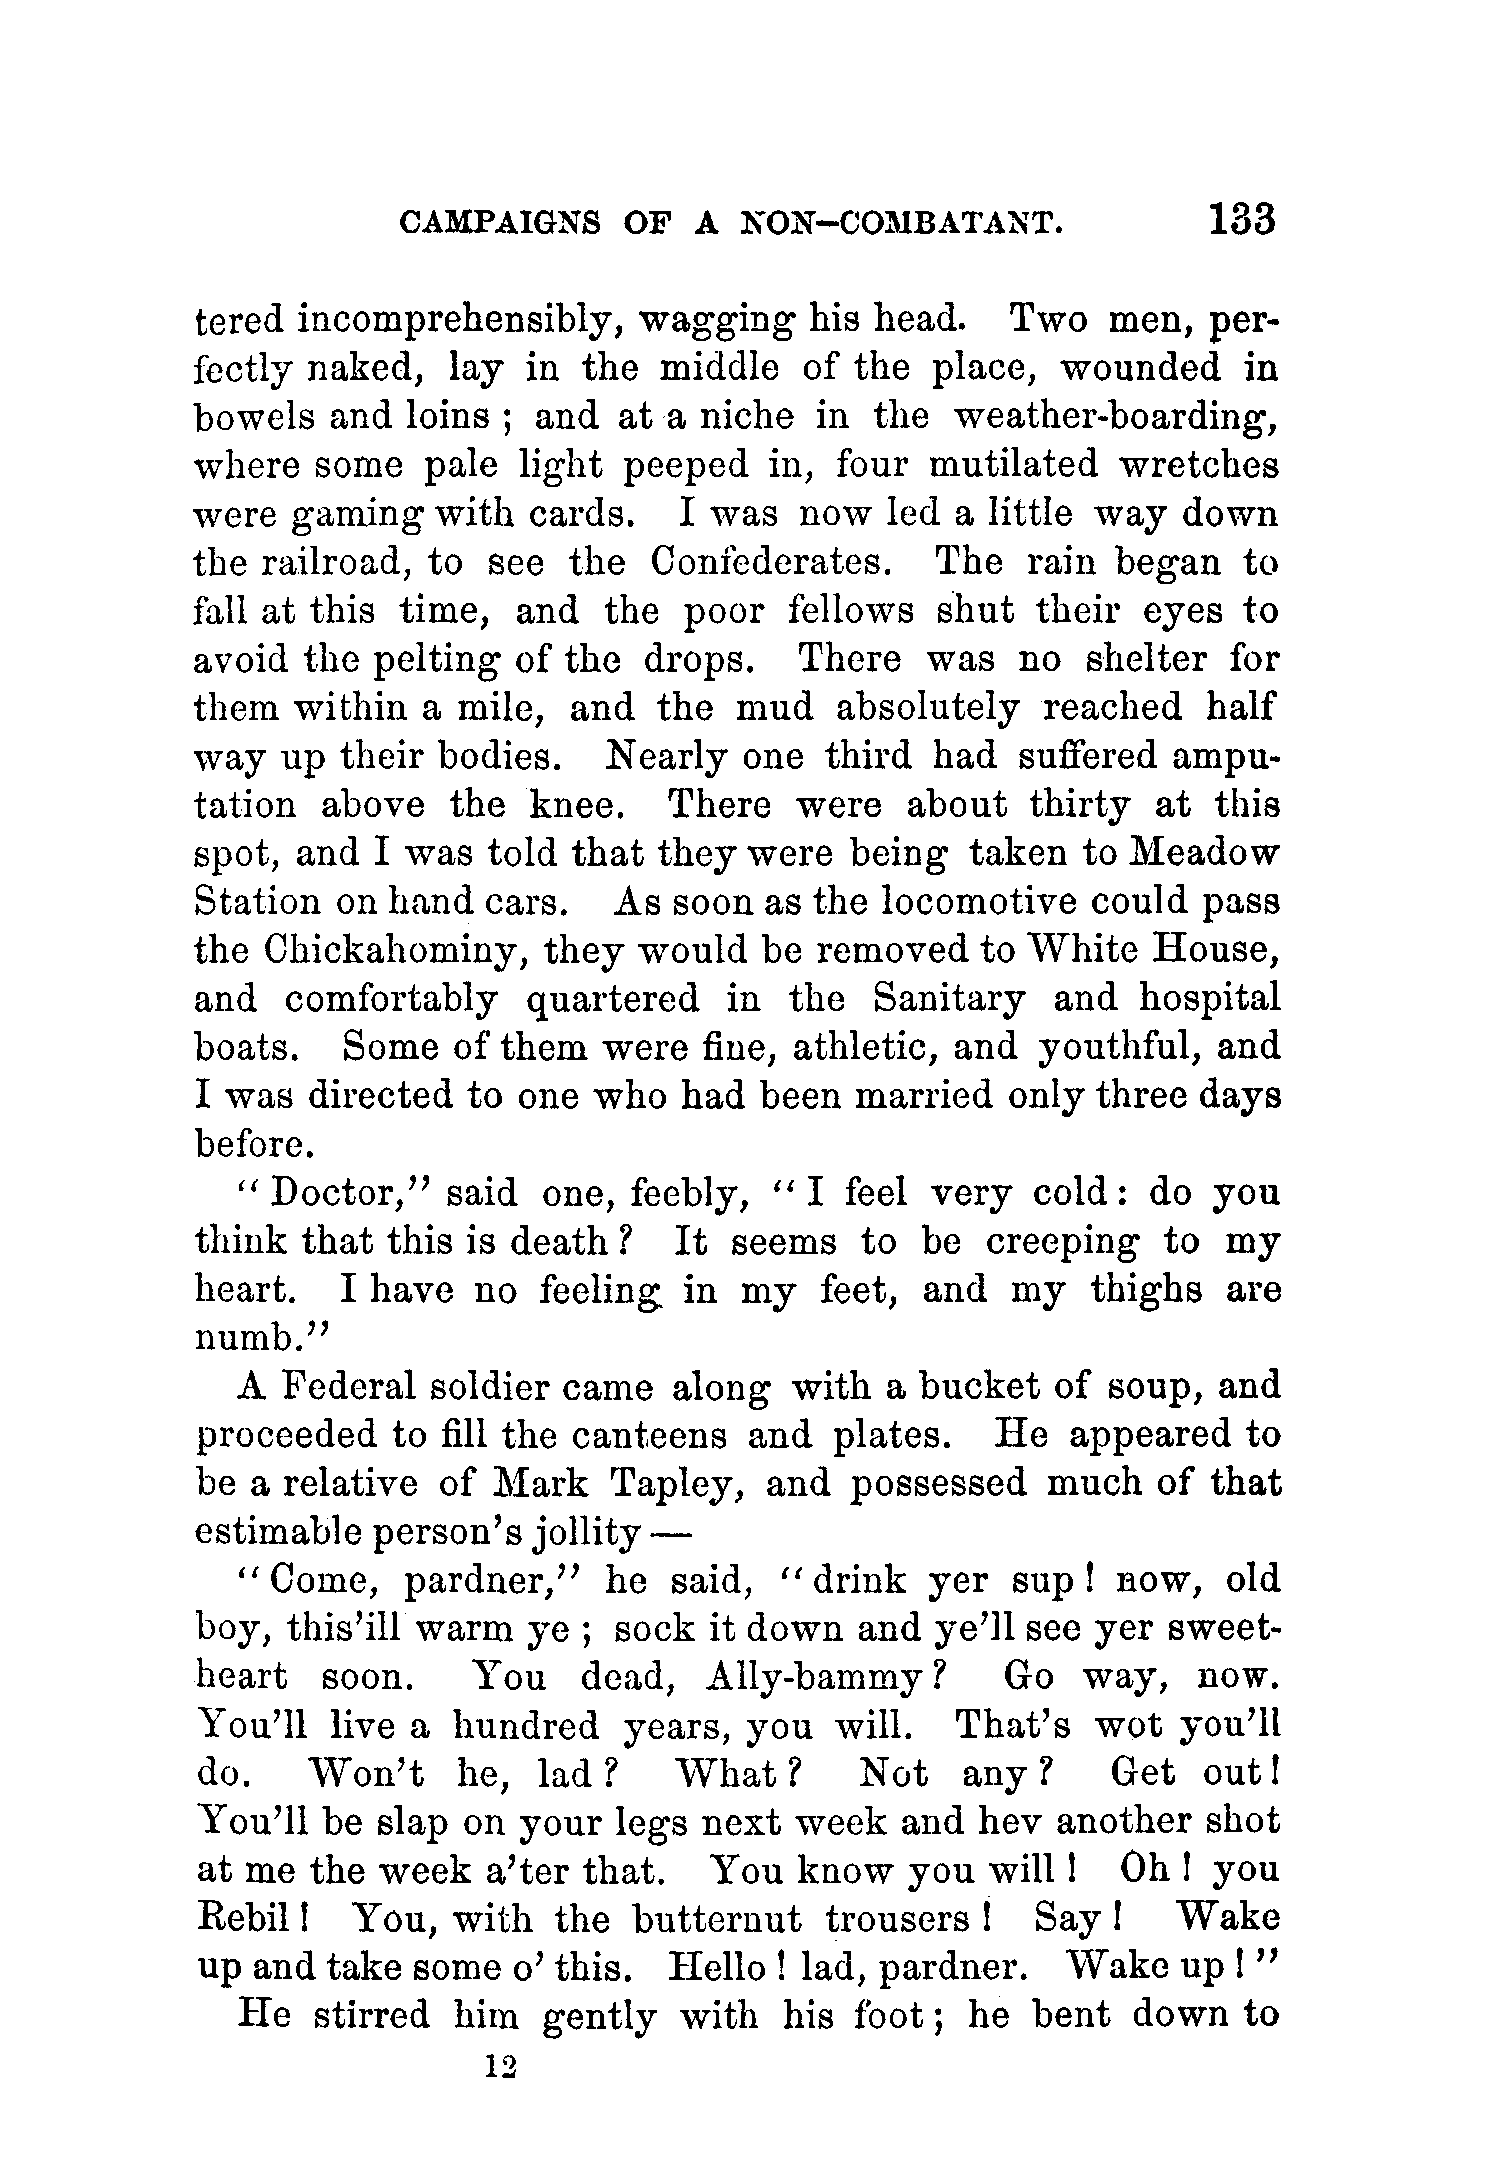 CAMPAIGNS OF A NON-COMBATANT. 133
tered incomprehensibly, wagging his head. Two men, per-
fectly naked, lay in the middle of the place, wounded in
bowels and loins ; and at a niche in the weather-boarding,
where some pale light peeped in, four mutilated wretches
were gaming with cards. I was now led a little way down
the railroad, to see the Confederates. The rain began to
fall at this time, and the poor fellows shut their eyes to
avoid the pelting of the drops. There was no shelter for
them within a mile, and the mud absolutely reached half
way up their bodies. Nearly one third had suffered ampu-
tation above the knee. There were about thirty at this
spot, and I was told that they were being taken to Meadow
Station on hand cars. As soon as the locomotive could pass
the Chickahominy, they would be removed to White House,
and comfortably quartered in the Sanitary and hospital
boats. Some of them were fine, athletic, and youthful, and
I was directed to one who had been married only three days
before.
“ Doctor,” said one, feebly, “ I feel very cold : do you
think that this is death ? It seems to be creeping to my
heart. I have no feeling in my feet, and my thighs are
numb.”
A Federal soldier came along with a bucket of soup, and
proceeded to fill the canteens and plates. He appeared to
be a relative of Mark Tapley, and possessed much of that
estimable person’s jollity —
“ Come, pardner,” he said, “ drink yer sup ! now, old
boy, this’ill warm ye ; sock it down and ye’ll see yer sweet-
heart soon. You dead, Ally-bammy ? Go way, now.
You’ll live a hundred years, you will. That’s wot you’ll
do. Won’t he, lad ? What ? Not any ? Get out !
You’ll be slap on your legs next week and hev another shot
at me the week a’ter that. You know you will ! Oh ! you
Rebil ! You, with the butternut trousers ! Say ! Wake
up and take some o’ this. Hello ! lad, pardner. Wake up ! ”
He stirred him gently with his foot ; he bent down to
12